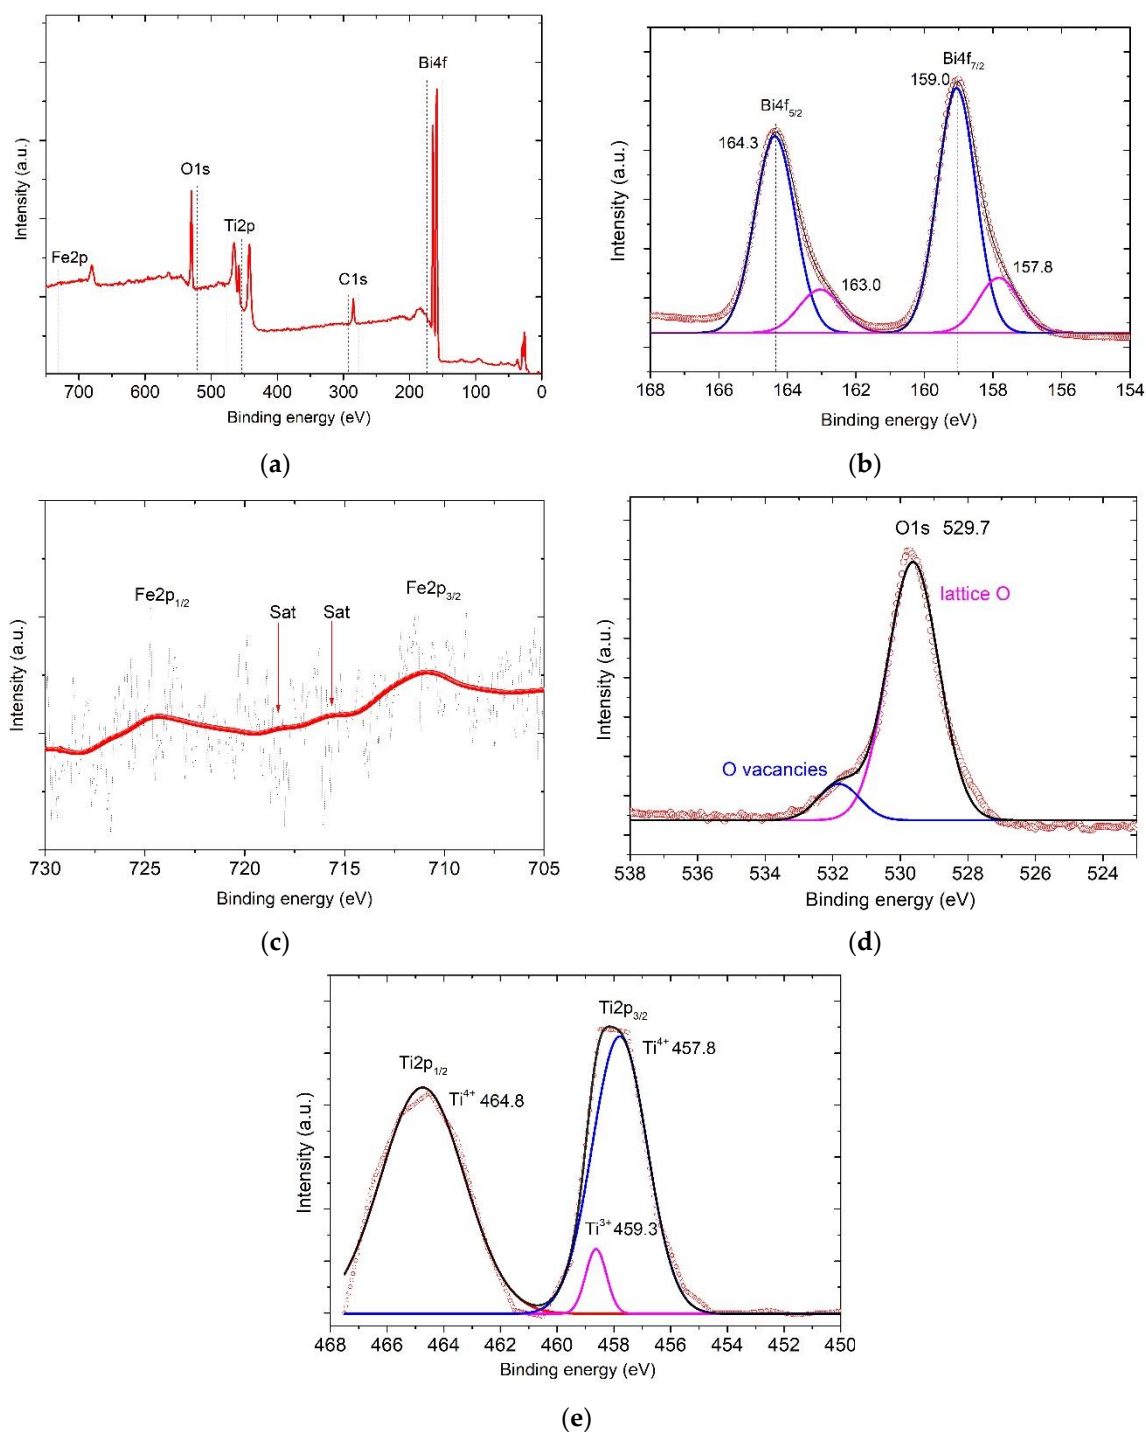 Bi4f
O1s
Ti2p
Fe2p
C1s
Intensity (a.u.)
700 600 500 400 300 200 100 0
Binding energy (eV)
(a)
Bi4f7/2
159.0
Bi4f5/2
164.3
163.0
157.8
Intensity (a.u.)
168 166 164 162 160 158 156 154
Binding energy (eV)
(b)
Fe2p1/2
Sat Sat
Fe2p3/2
Intensity (a.u.)
730 725 720 715 710 705
Binding energy (eV)
(c)
O1s 529.7
lattice O
O vacancies
Intensity (a.u.)
538 536 534 532 530 528 526 524
Binding energy (eV)
(d)
Ti2p3/2
Ti4+ 457.8
Ti2p1/2
Ti4+ 464.8
Ti3+ 459.3
Intensity (a.u.)
468 466 464 462 460 458 456 454 452 450
Binding energy (eV)
(e)